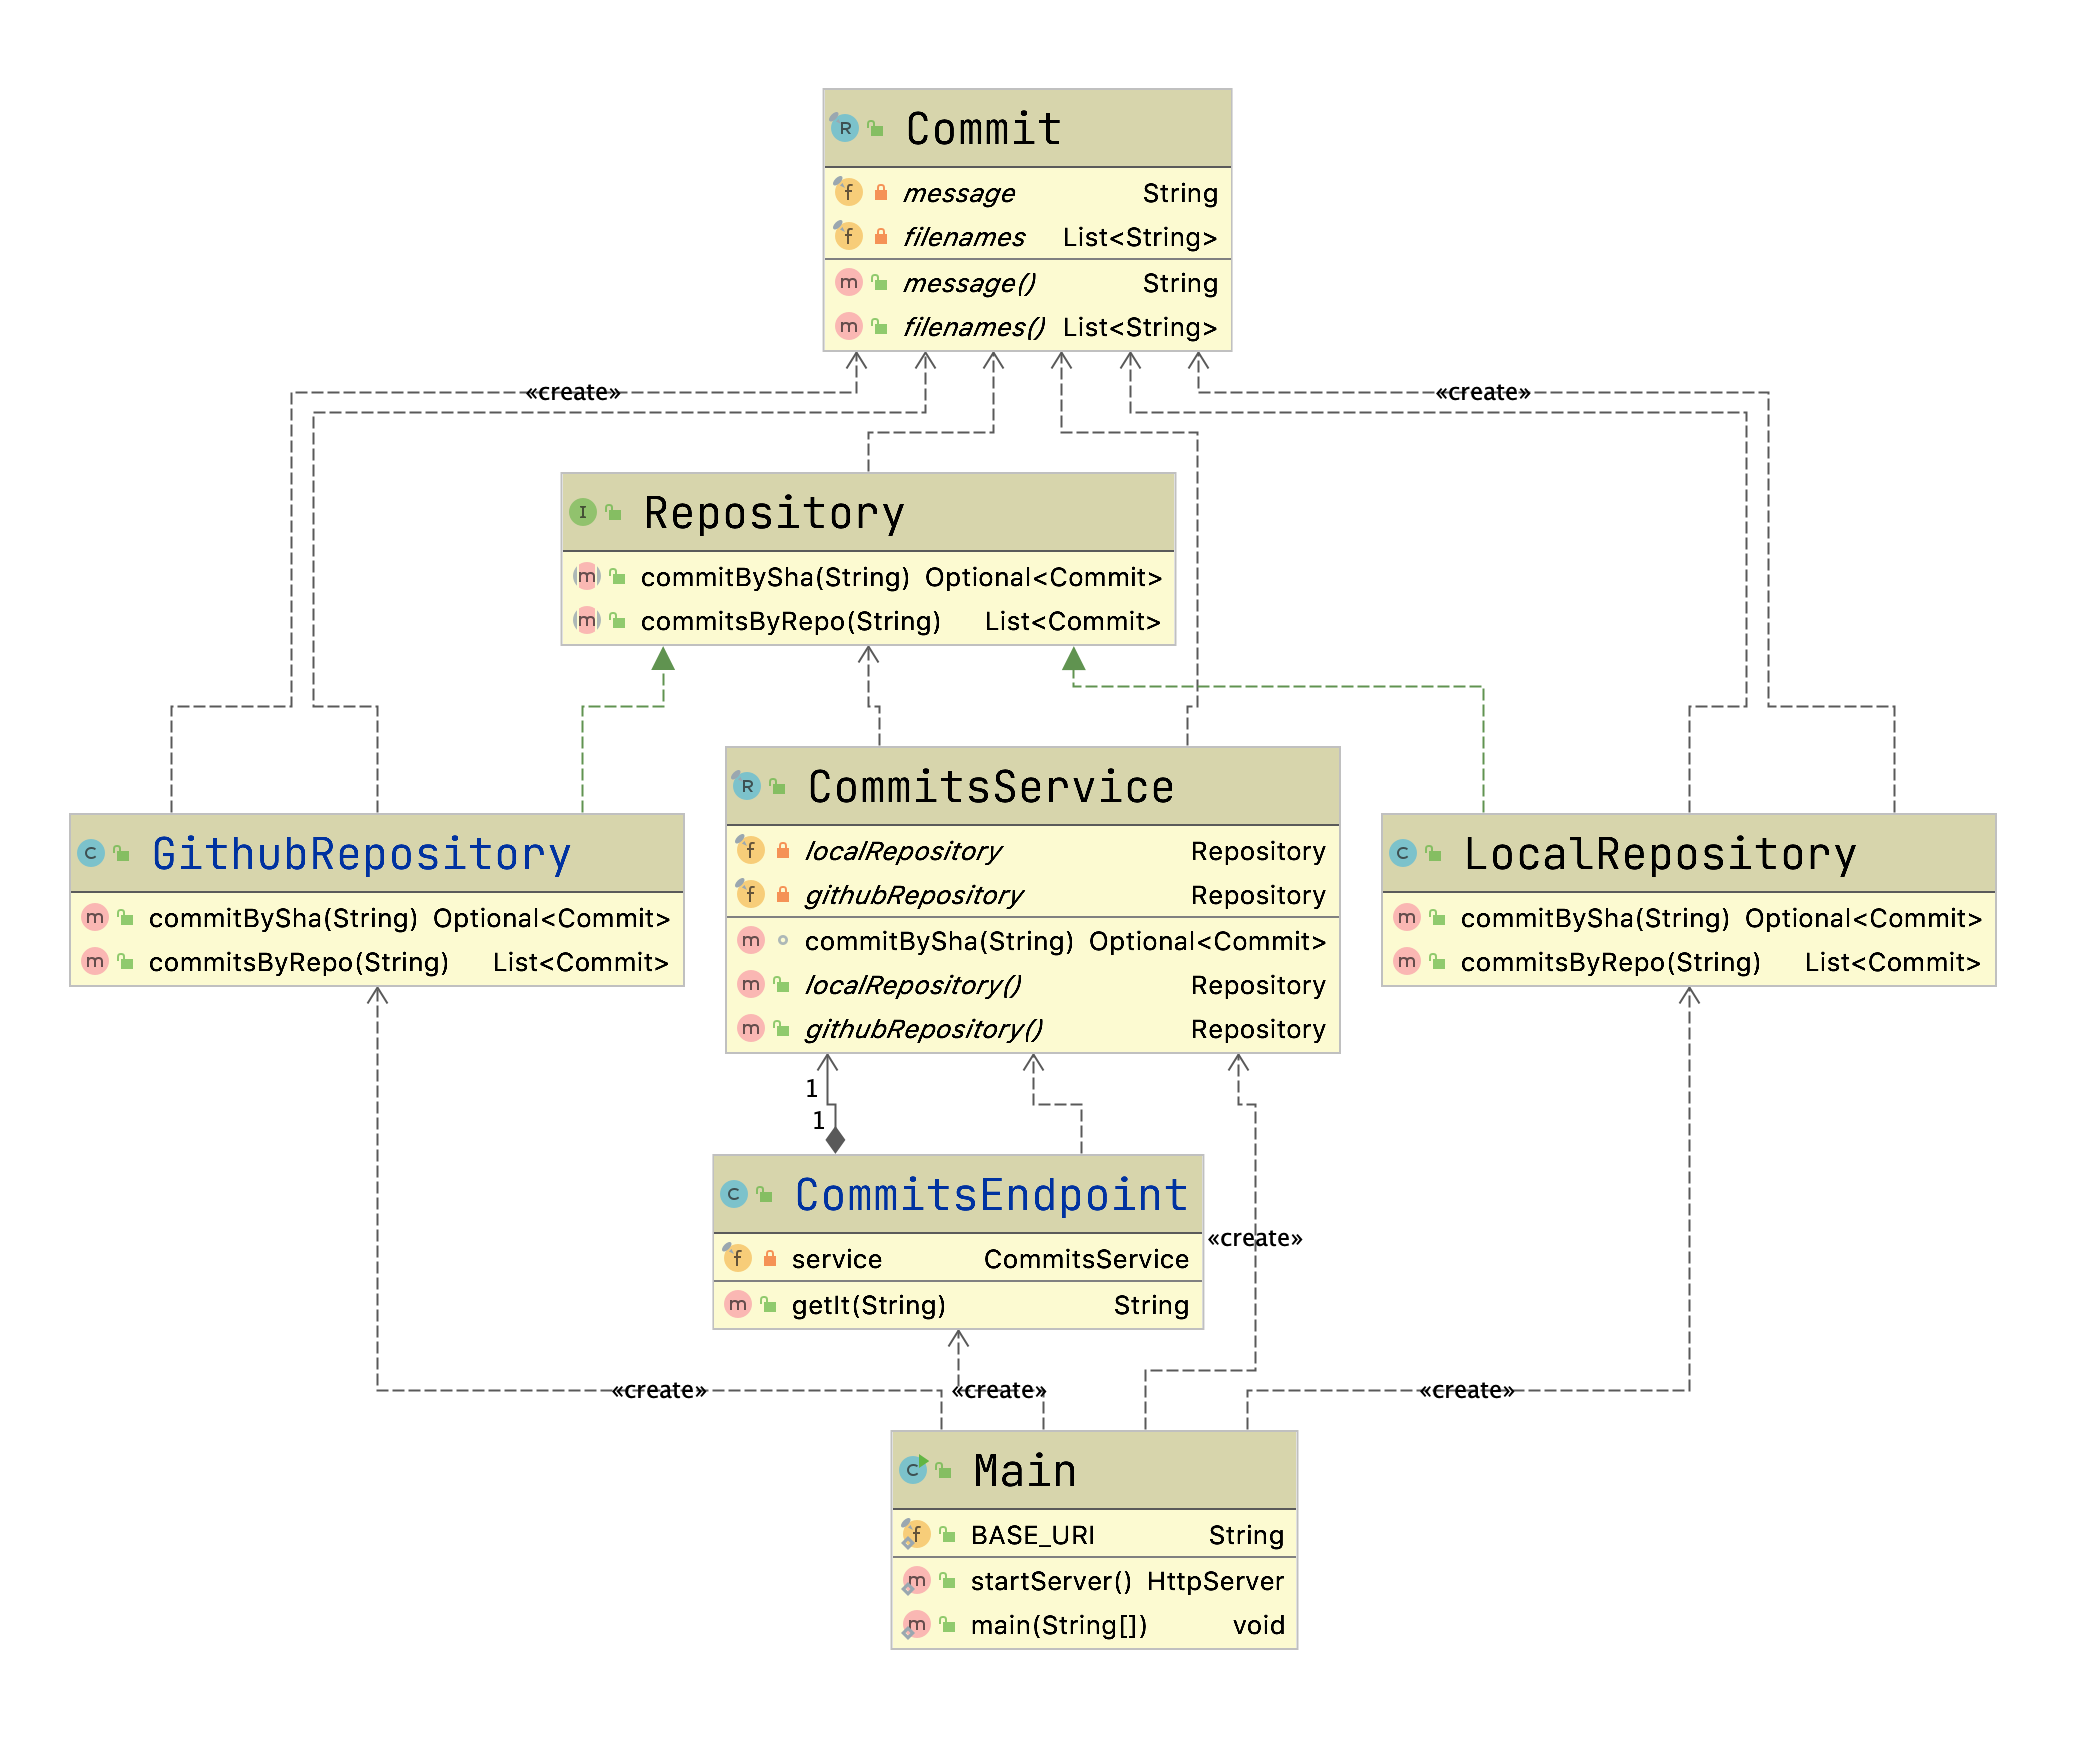 Commit
message String
filenames List<String>
message() String
filenames() List<String>
«create» «create»
Repository
commitBySha(String) Optional<Commit>
commitsByRepo(String) List<Commit>
GithubRepository
commitBySha(String) Optional<Commit>
commitsByRepo(String) List<Commit>
CommitsService
localRepository Repository
githubRepository Repository
commitBySha(String) Optional<Commit>
localRepository() Repository
githubRepository() Repository
LocalRepository
commitBySha(String) Optional<Commit>
commitsByRepo(String) List<Commit>
1
1
CommitsEndpoint
service CommitsService
getIt(String) String
«create»
«create» «create» «create»
Main
BASE_URI String
startServer() HttpServer
main(String[]) void